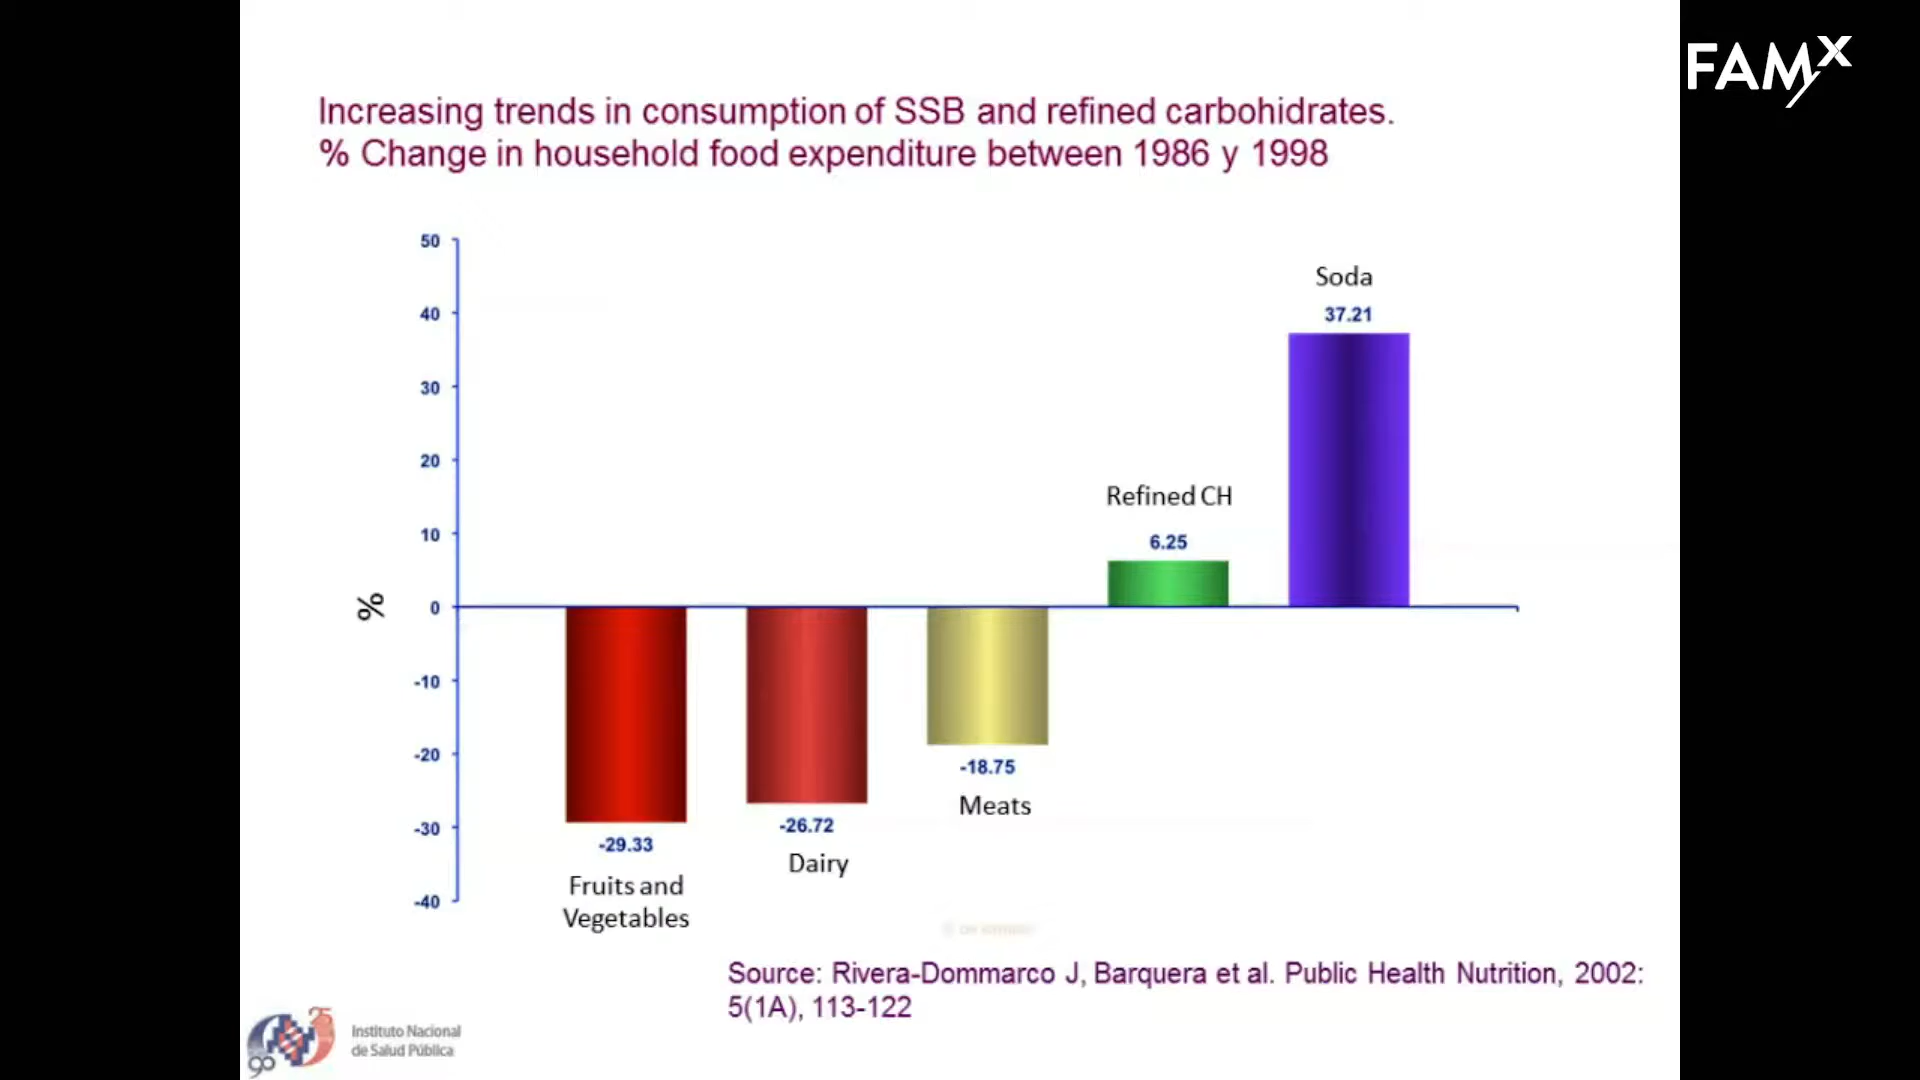 FAMX
Increasing trends in consumption of SSB and refined carbohidrates.
% Change in household food expenditure between 1986 y 1998
50
40
30
20
10
0
-10
-20
-30
-40
%
Soda
37.21
Refined CH
6.25
-18.75
Meats
-26.72
Dairy
-29.33
Fruits and
Vegetables
Source: Rivera-Dommarco J, Barquera et al. Public Health Nutrition, 2002:
5(1A), 113-122
25
Instituto Nacional
de Salud Pública